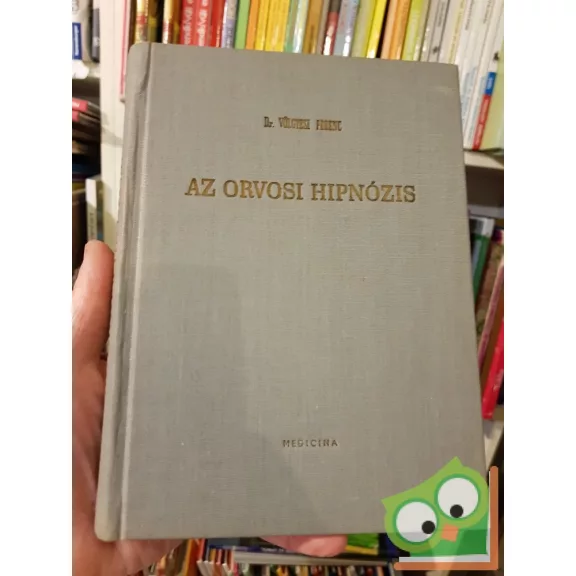 Dr. VÖLGYESI FERENC
AZ ORVOSI HIPNÓZIS
MEDICINA